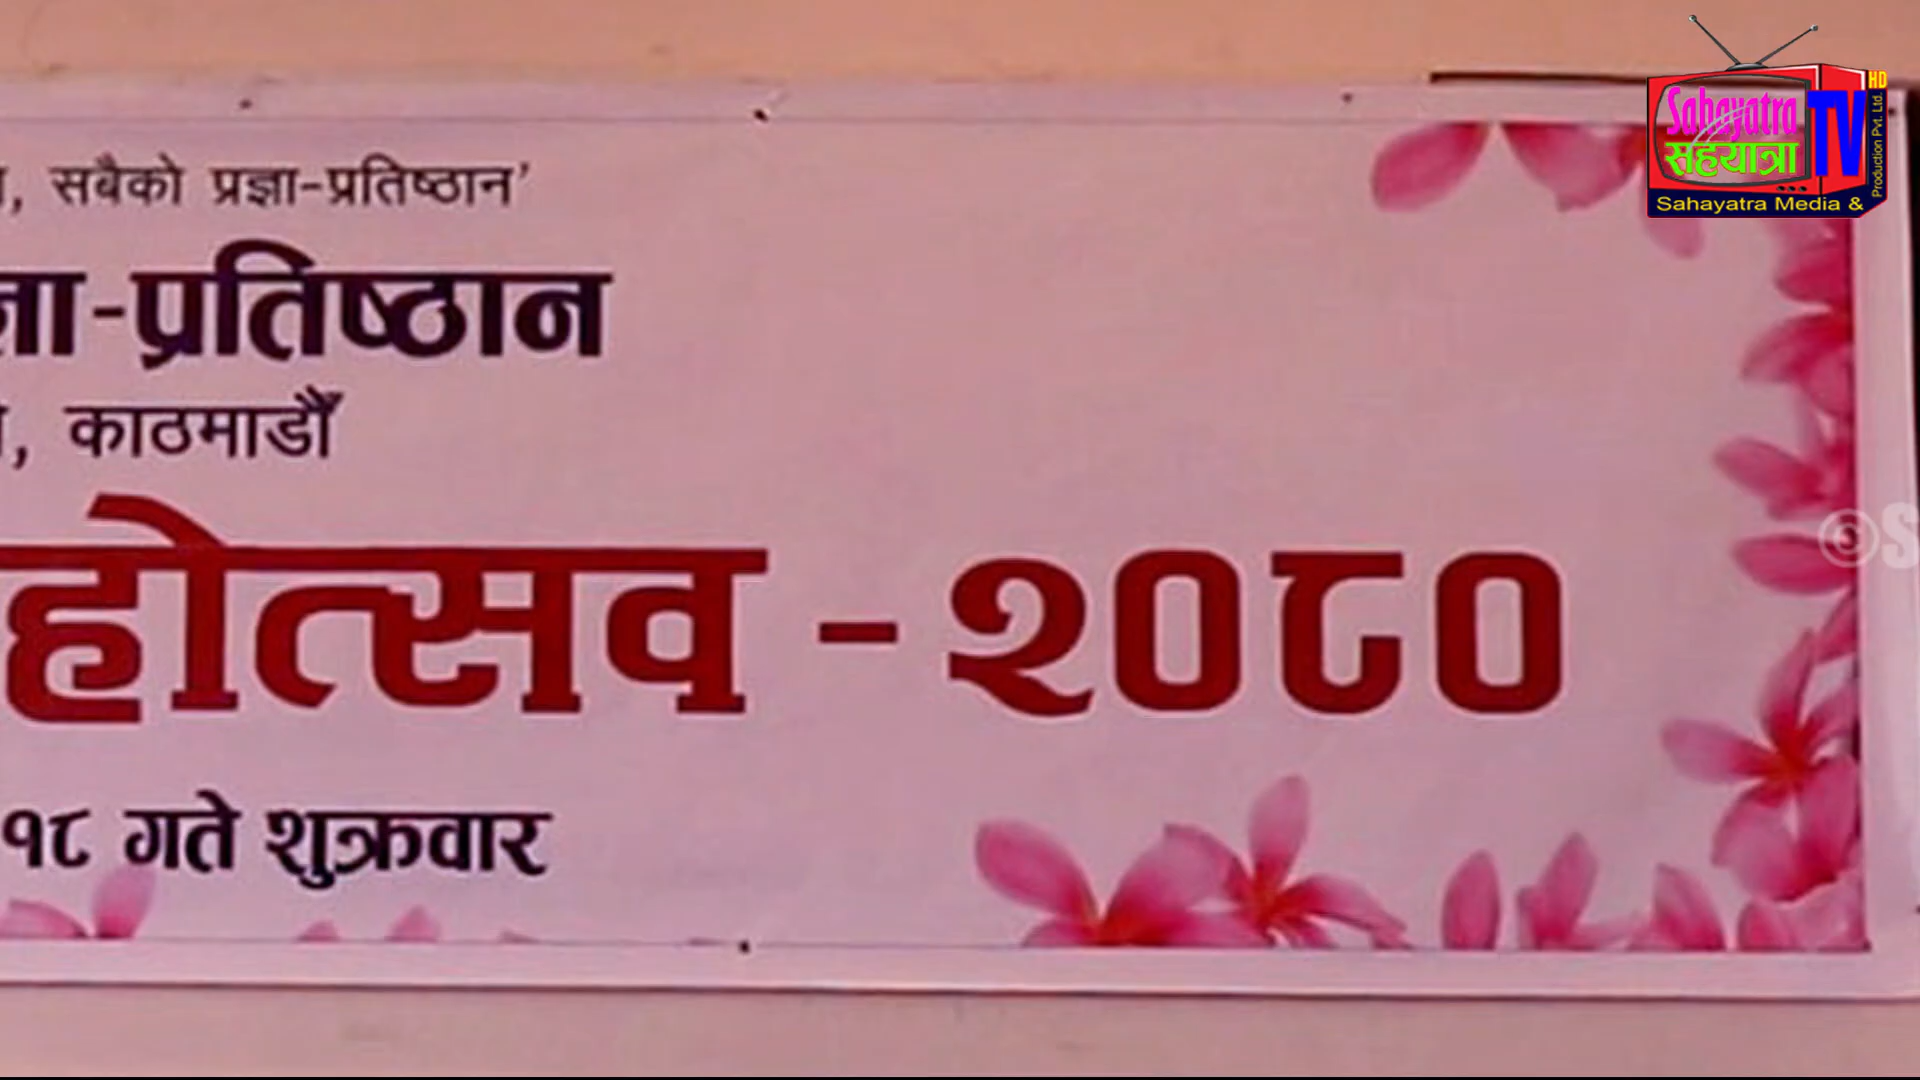 सबैको प्रज्ञा-प्रतिष्ठान’
-प्रतिष्ठान
, काठमाडौँ
होत्सव - २०८०
१८ गते शुक्रवार
Sahayatra
सहयात्रा
TV
HD
Production Pvt. Ltd.
Sahayatra Media &